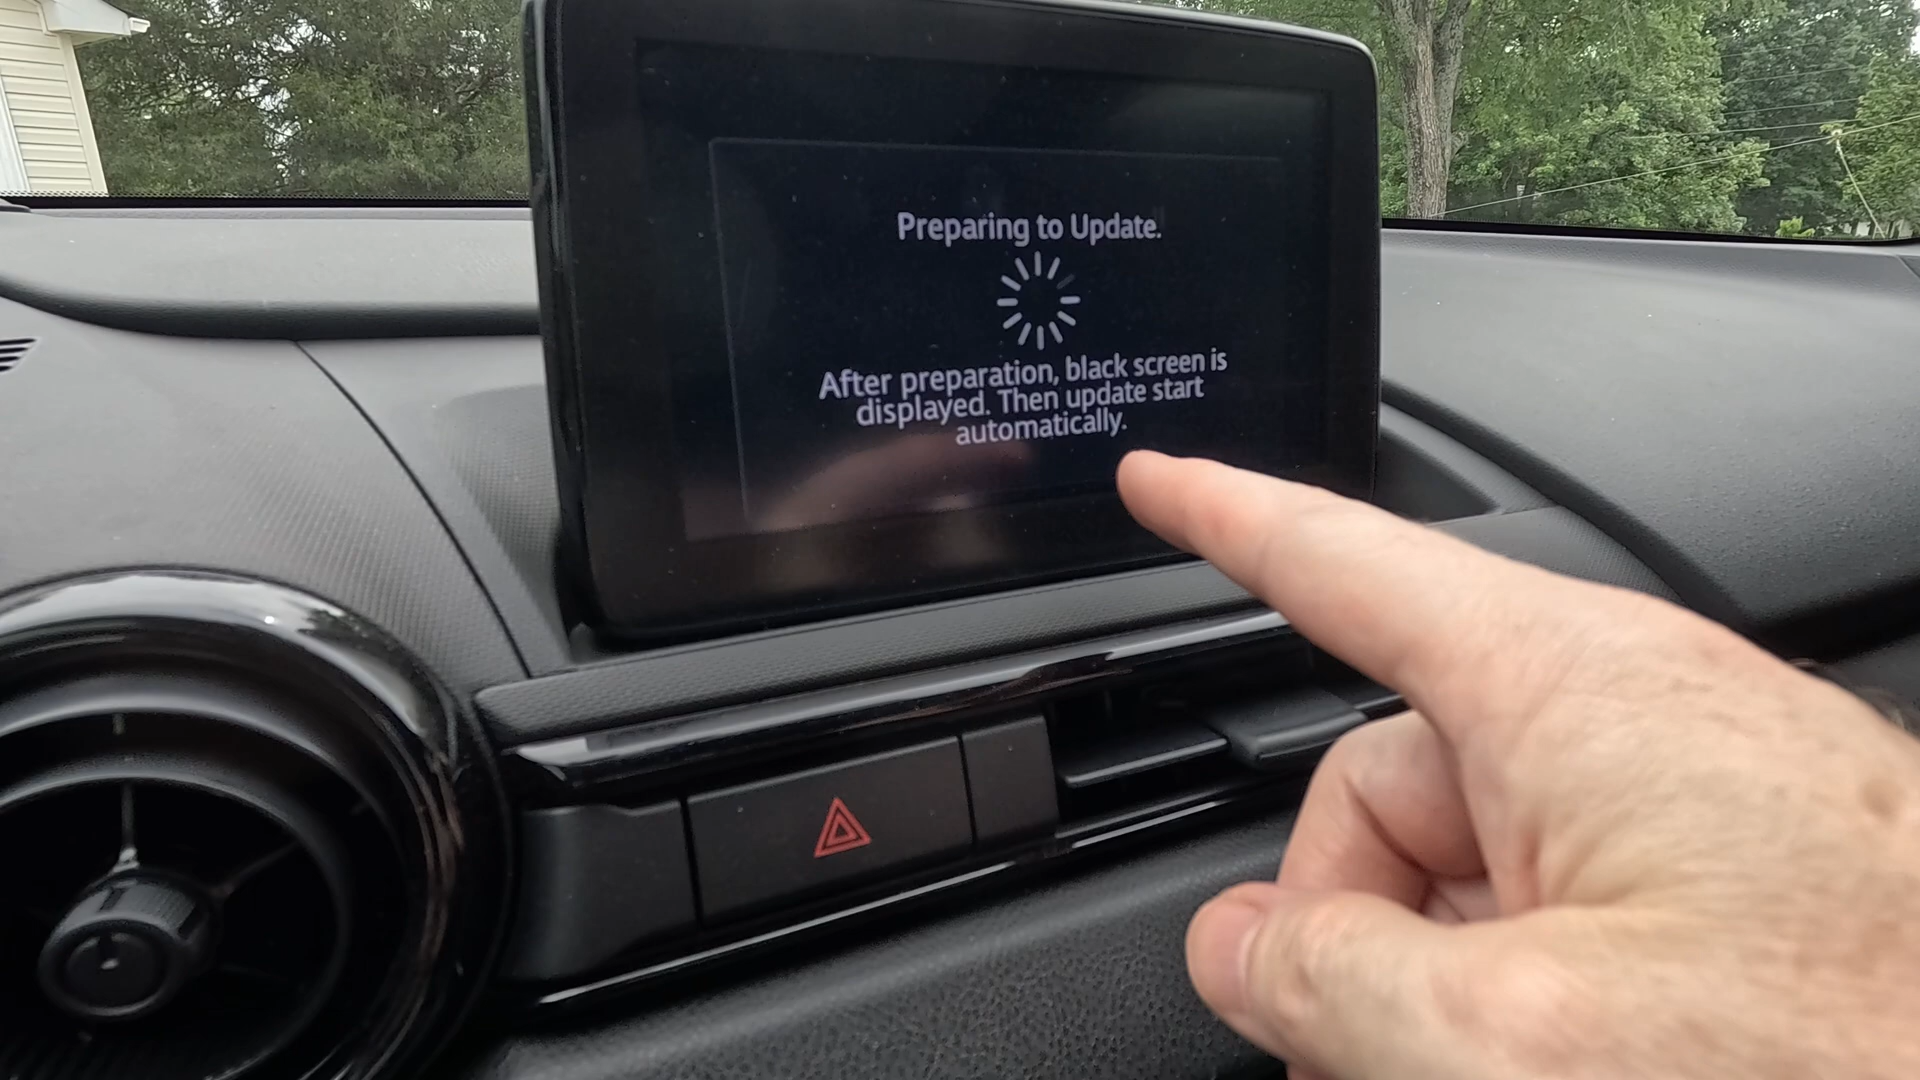 Preparing to Update.
After preparation, black screen is
displayed. Then update start
automatically.